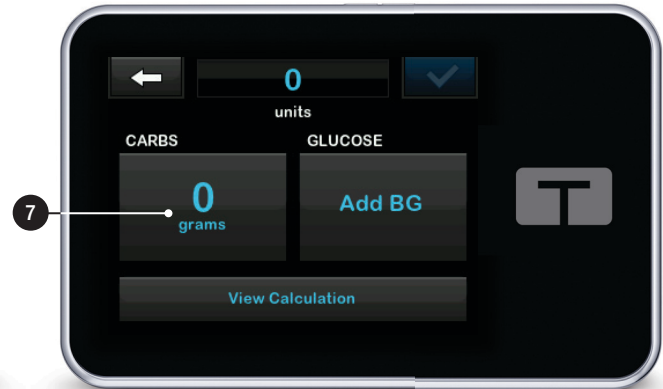 0
units
CARBS
GLUCOSE
7
0
grams
Add BG
View Calculation
T